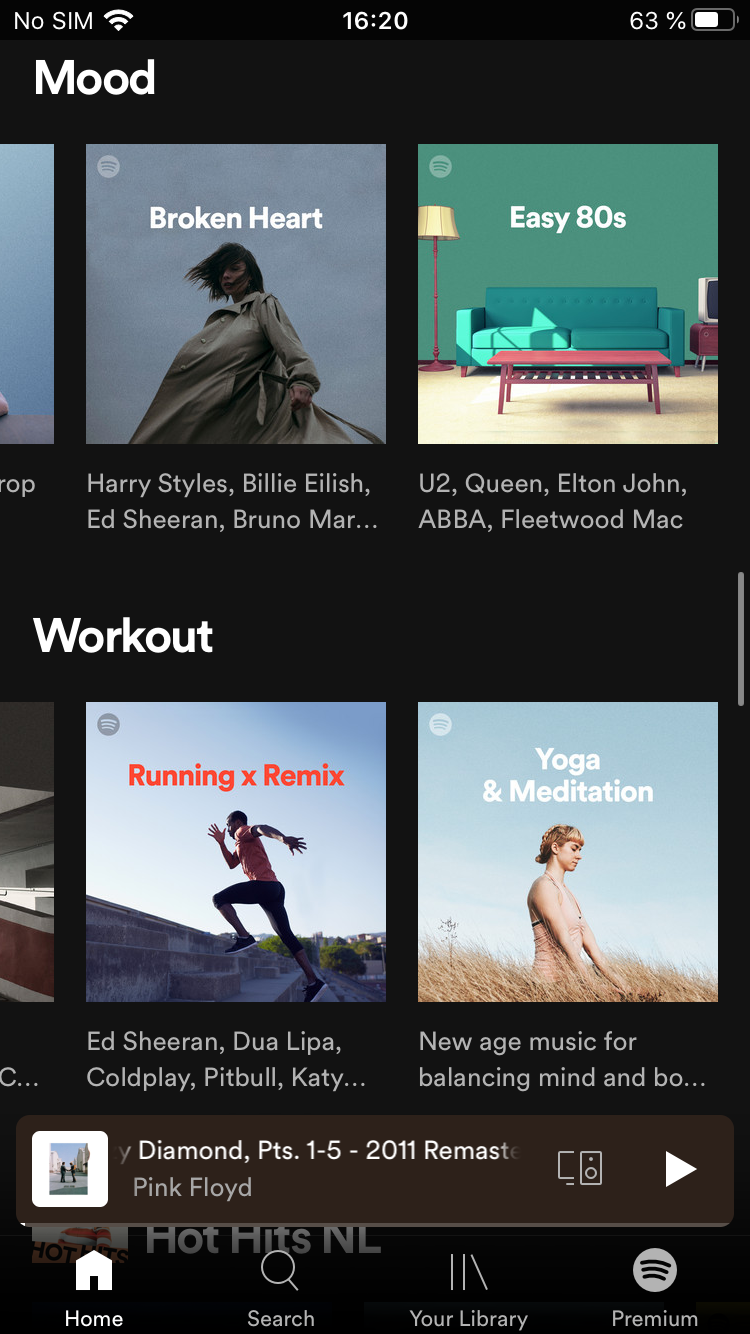 No SIM 16:20 63 %
Mood
Broken Heart
Easy 80s
rop
Harry Styles, Billie Eilish,
Ed Sheeran, Bruno Mar...
U2, Queen, Elton John,
ABBA, Fleetwood Mac
Workout
Running x Remix
Yoga
& Meditation
C...
Ed Sheeran, Dua Lipa,
Coldplay, Pitbull, Katy...
New age music for
balancing mind and bo...
y Diamond, Pts. 1-5 - 2011 Remaste
Pink Floyd
HOT HITS
Hot Hits NL
Home
Search
Your Library
Premium